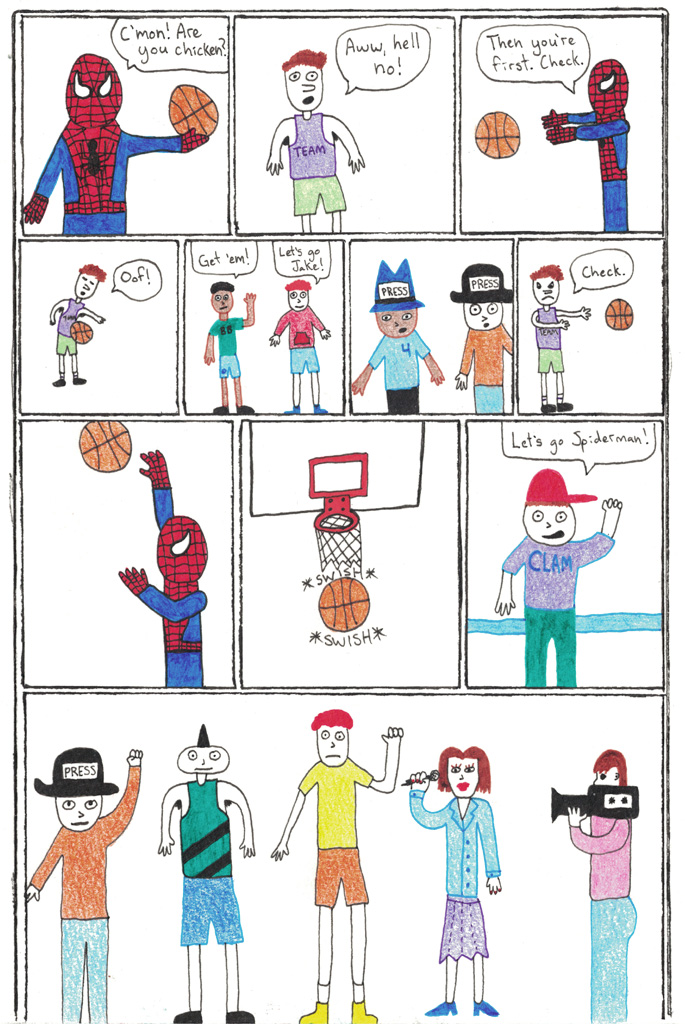 C'mon! Are
you chicken?
Aww, hell
no!
TEAM
Then you're
first. Check.
Oof!
TEAM
Get 'em!
88
Let's go
Jake!
PRESS
4
PRESS
Check.
TEAM
*SWISH*
*SWISH*
Let's go Spiderman!
CLAM
PRESS
**